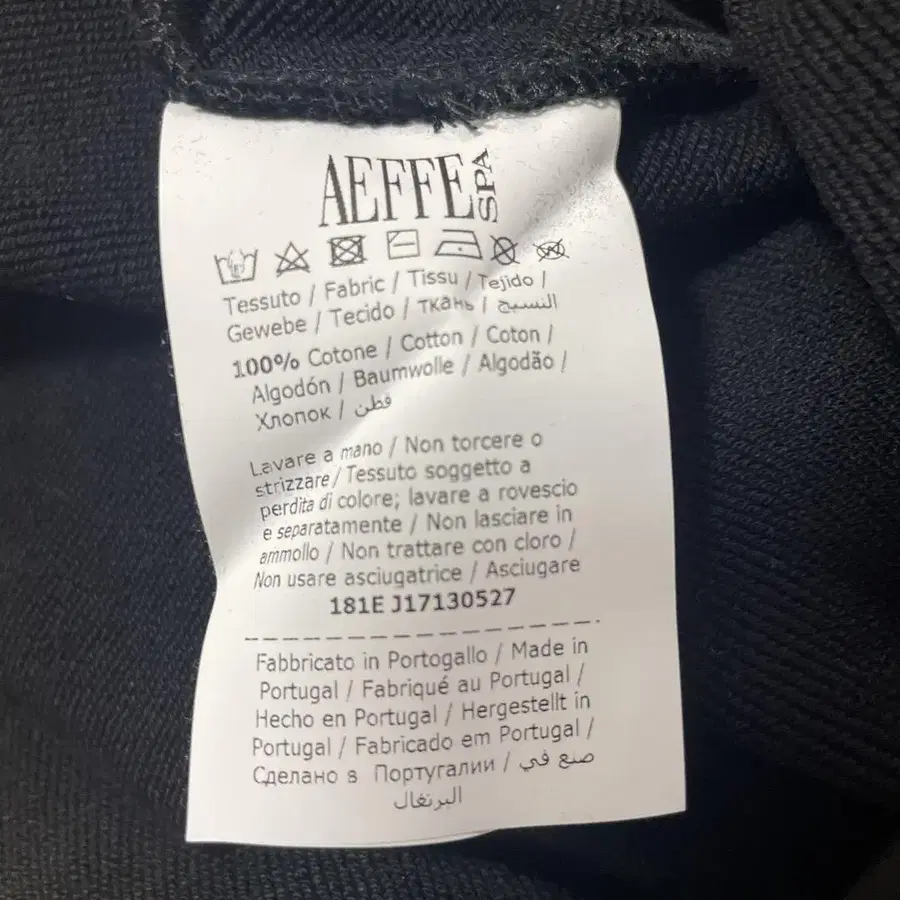 AEFFE SPA
Tessuto / Fabric / Tissu / Tejido /
Gewebe / Tecido / Ткань / النسيج
100% Cotone / Cotton / Coton /
Algodón / Baumwolle / Algodão /
Хлопок / قطن
Lavare a mano / Non torcere o
strizzare / Tessuto soggetto a
perdita di colore; lavare a rovescio
e separatamente / Non lasciare in
ammollo / Non trattare con cloro /
Non usare asciugatrice / Asciugare
181E J17130527
Fabbricato in Portogallo / Made in
Portugal / Fabriqué au Portugal /
Hecho en Portugal / Hergestellt in
Portugal / Fabricado em Portugal /
Сделано в Португалии / صنع في
البرتغال